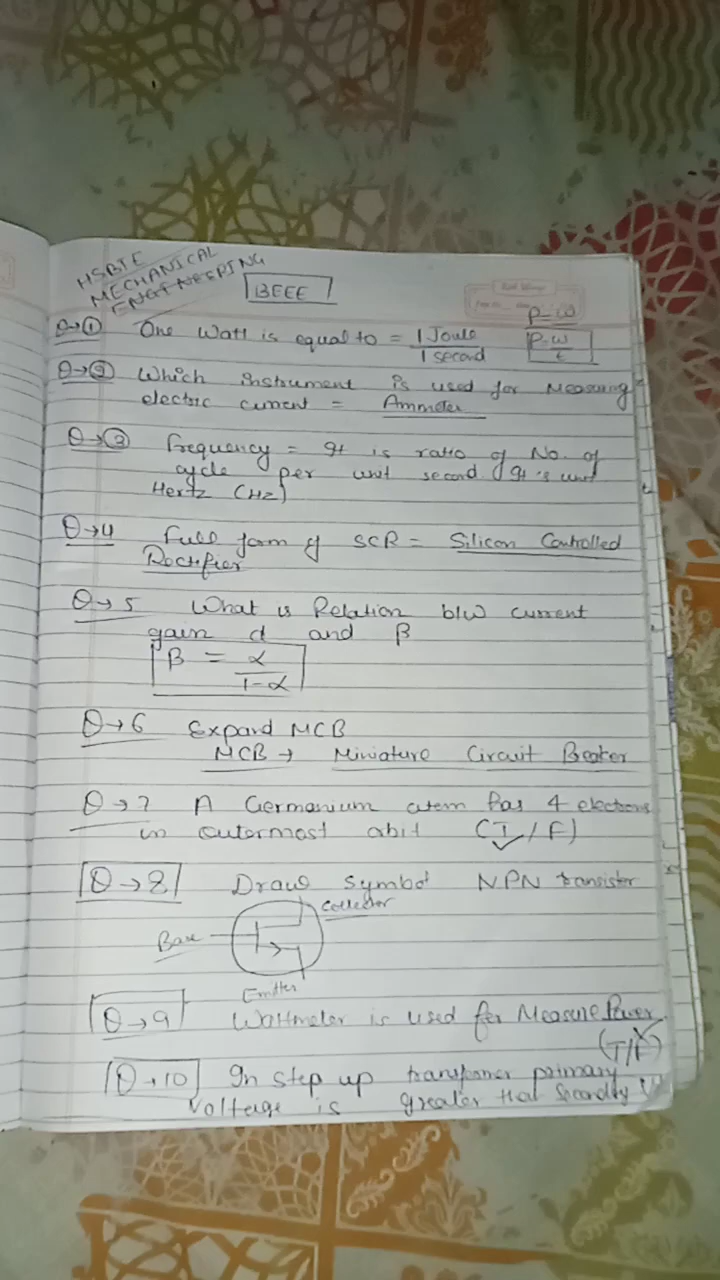 HSBTE
MECHANICAL
ENGINEERING
BEEE
P=W
Q→① One Watt is equal to = 1 Joule / 1 second P=W/t
Q→② Which instrument is used for Measuring
electric current = Ammeter
Q→③ Frequency = It is ratio of No. of
cycle per unit second. It is unit
Hertz (Hz)
Q→4 Full form of SCR = Silicon Controlled
Rectifier
Q→5 What is Relation b/w current
gain α and β
β = α / 1-α
Q→6 Expand MCB
MCB → Miniature Circuit Breaker
Q→7 A Germanium atom has 4 electrons
in outermost obit (T/F)
Q→8 Draw symbol NPN transister
Collector
Base
Emitter
Q→9 Wattmeter is used for Measure Power
(T/F)
Q→10 In step up transformer primary
Voltage is greater that